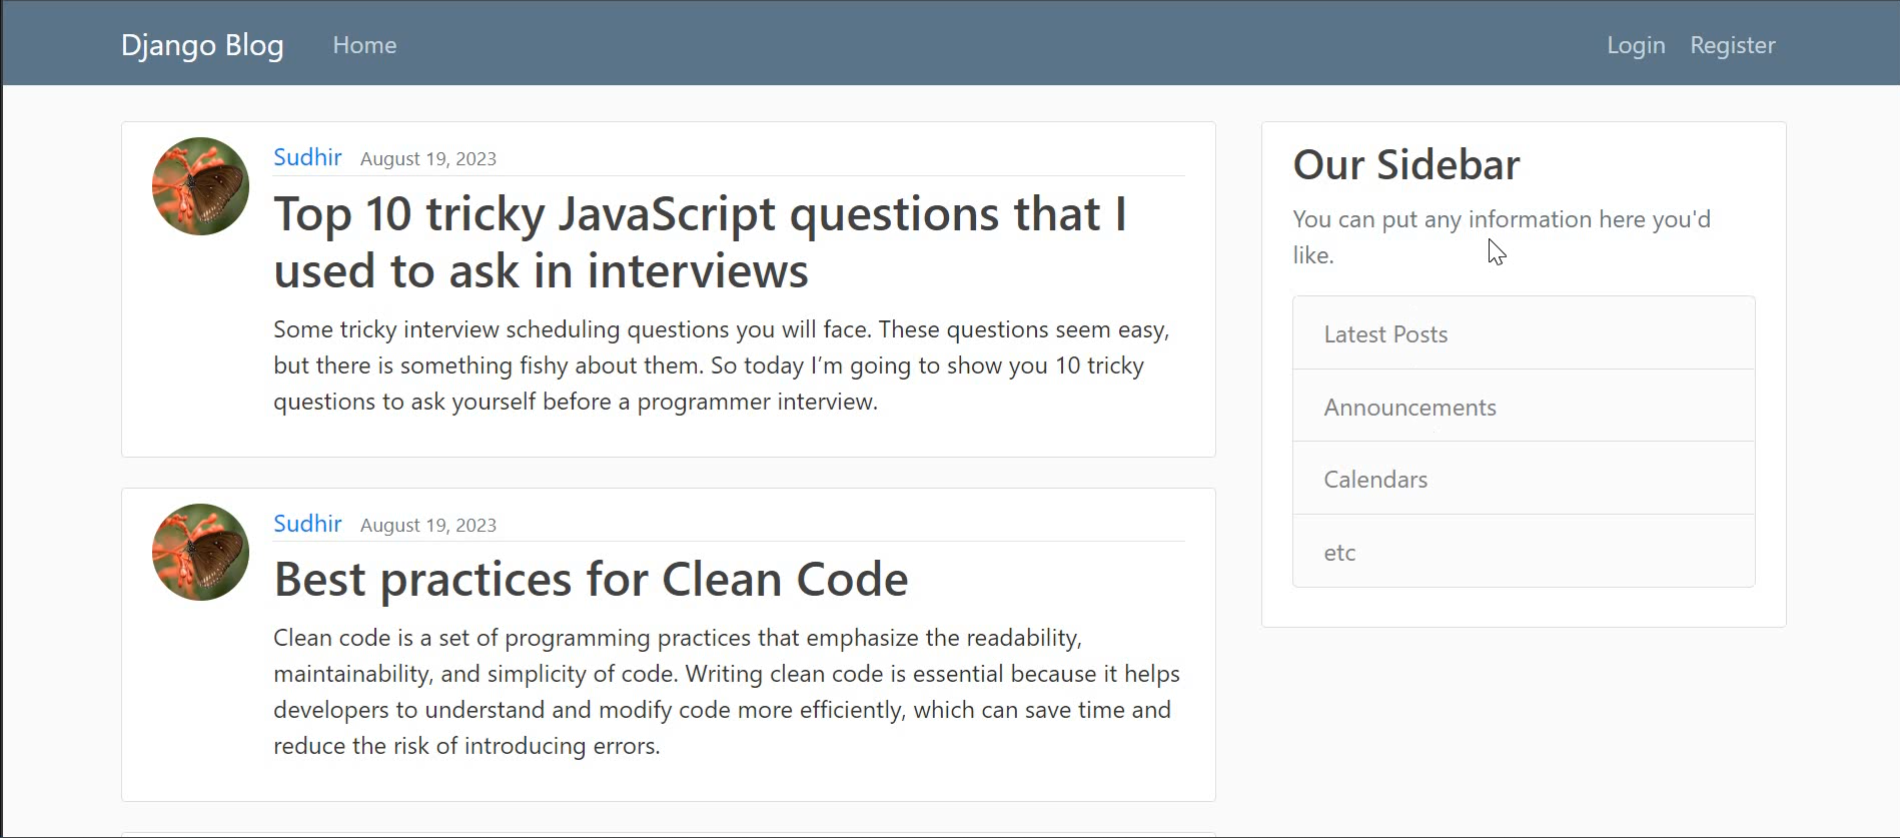 Django Blog Home Login Register
Sudhir August 19, 2023
Top 10 tricky JavaScript questions that I
used to ask in interviews
Some tricky interview scheduling questions you will face. These questions seem easy,
but there is something fishy about them. So today I’m going to show you 10 tricky
questions to ask yourself before a programmer interview.
Sudhir August 19, 2023
Best practices for Clean Code
Clean code is a set of programming practices that emphasize the readability,
maintainability, and simplicity of code. Writing clean code is essential because it helps
developers to understand and modify code more efficiently, which can save time and
reduce the risk of introducing errors.
Our Sidebar
You can put any information here you'd
like.
Latest Posts
Announcements
Calendars
etc